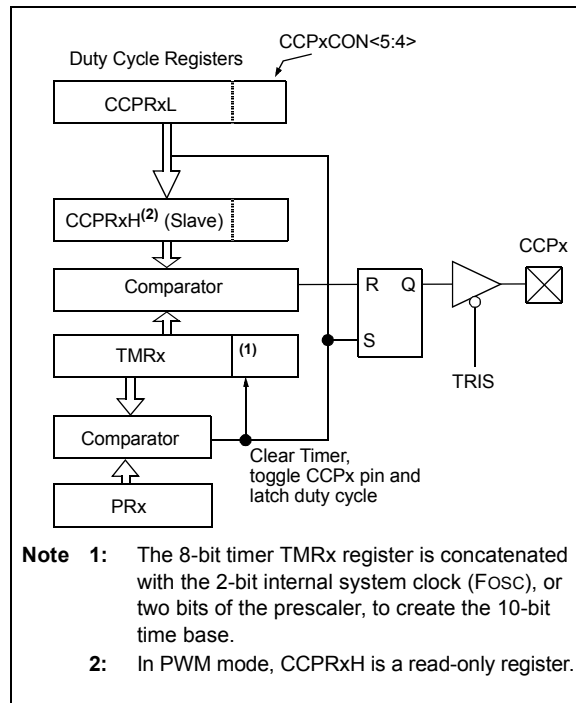 CCPxCON<5:4>
Duty Cycle Registers
CCPRxL
CCPRxH(2) (Slave)
CCPx
Comparator
R Q
S
TMRx
(1)
TRIS
Comparator
Clear Timer,
toggle CCPx pin and
latch duty cycle
PRx
Note 1: The 8-bit timer TMRx register is concatenated
with the 2-bit internal system clock (FOSC), or
two bits of the prescaler, to create the 10-bit
time base.
2: In PWM mode, CCPRxH is a read-only register.